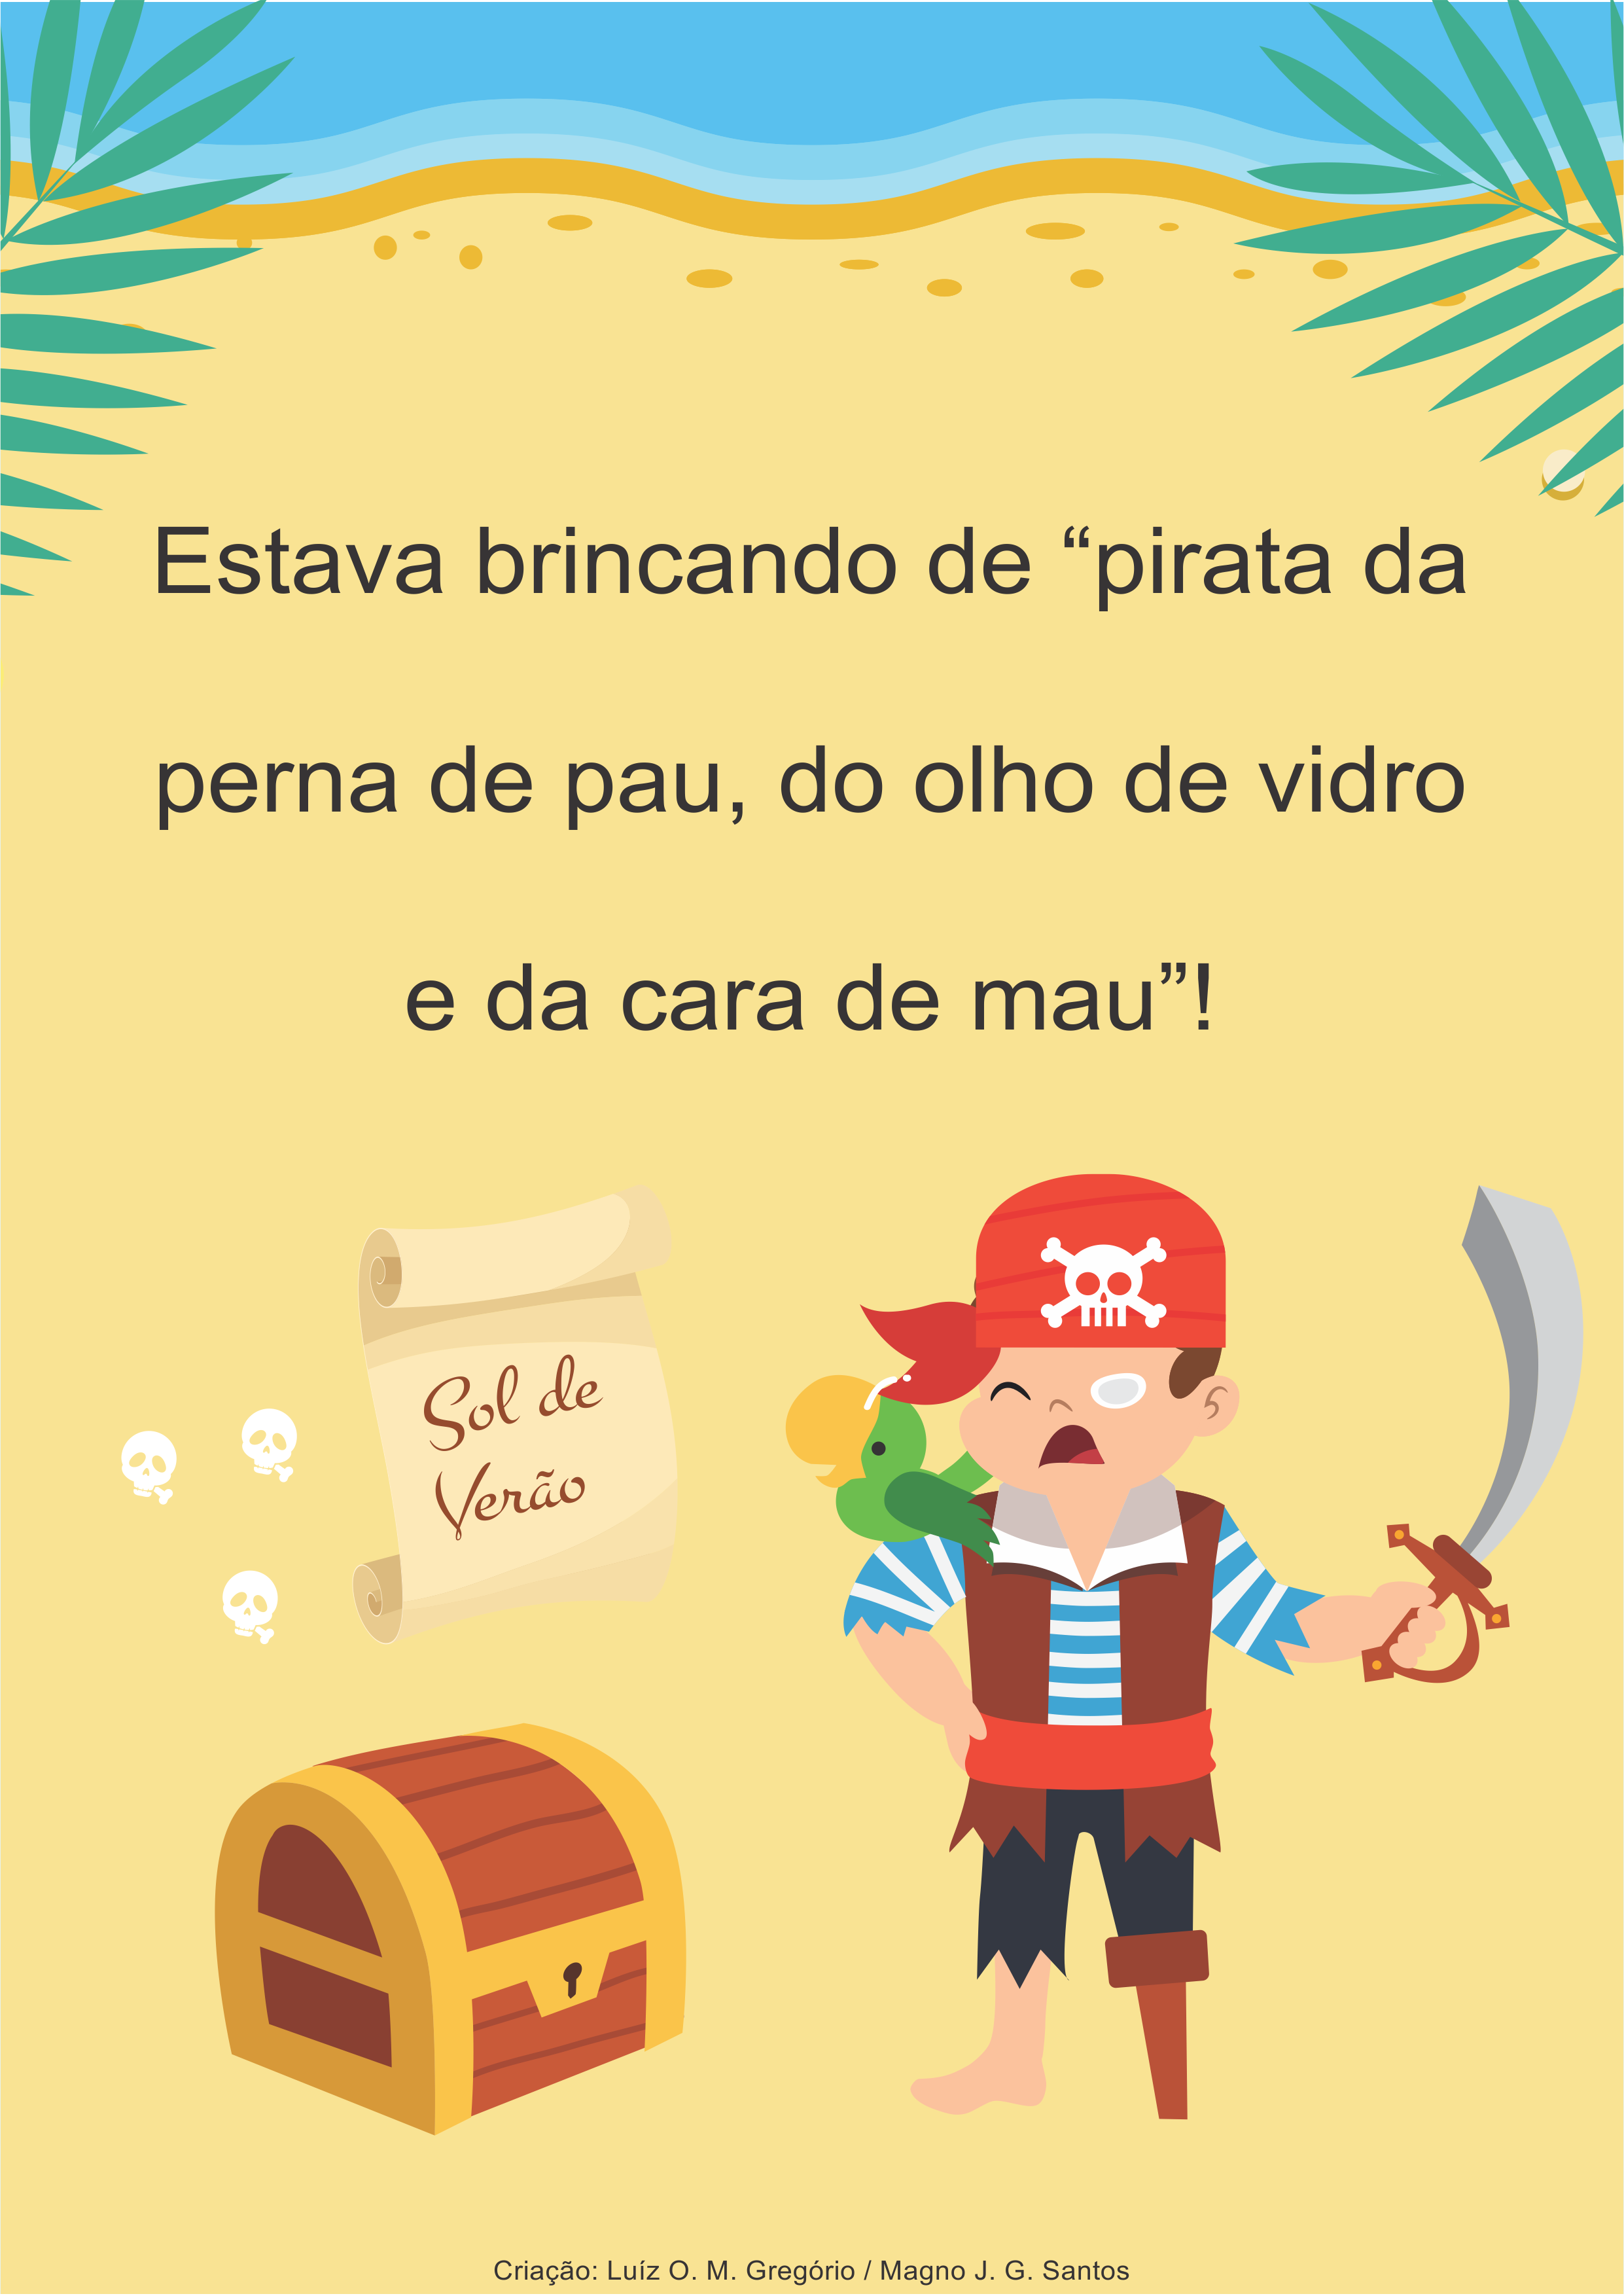 Estava brincando de “pirata da
perna de pau, do olho de vidro
e da cara de mau”!
Sol de
Verão
Criação: Luíz O. M. Gregório / Magno J. G. Santos